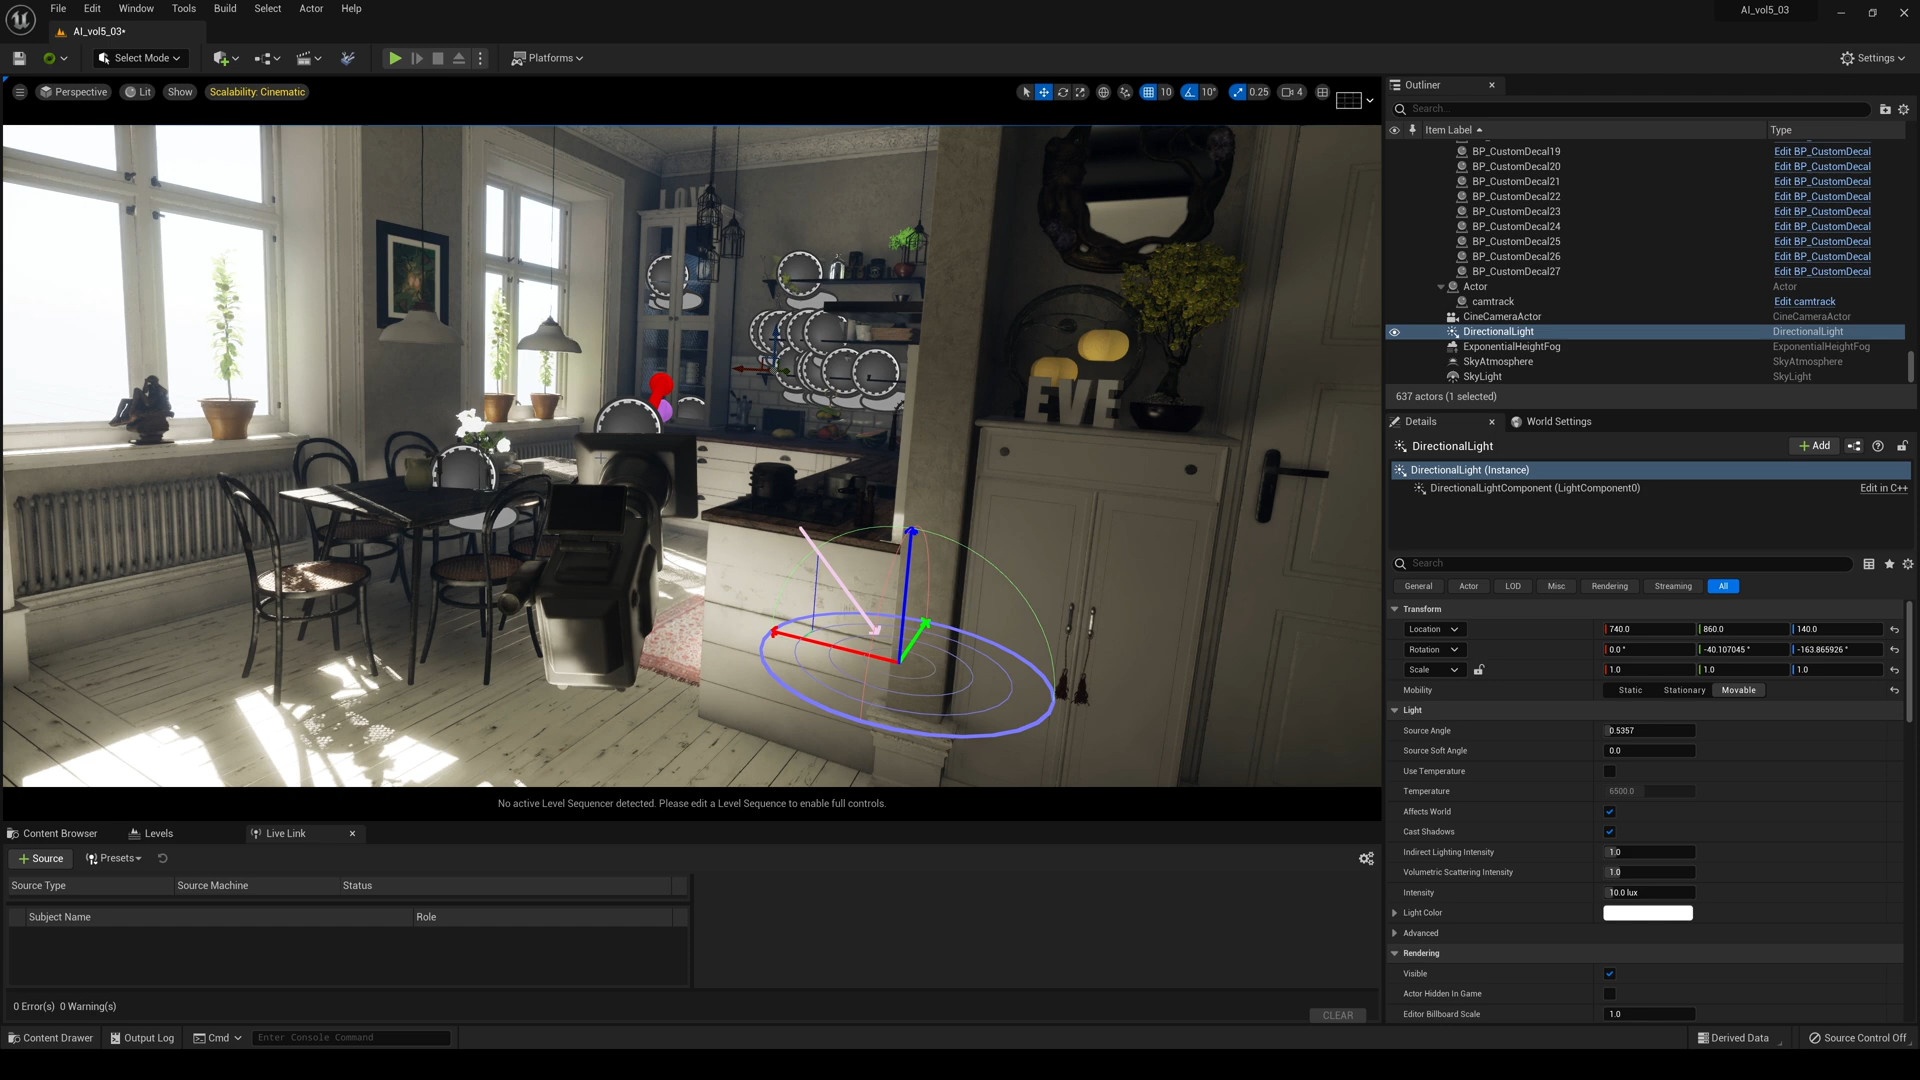 File Edit Window Tools Build Select Actor Help
AI_vol5_03
AI_vol5_03*
Select Mode
Platforms
Settings
Perspective
Lit
Show
Scalability: Cinematic
10
10°
0.25
4
LOV
EVE
No active Level Sequencer detected. Please edit a Level Sequence to enable full controls.
Outliner
Search...
Item Label
Type
BP_CustomDecal19 Edit BP_CustomDecal
BP_CustomDecal20 Edit BP_CustomDecal
BP_CustomDecal21 Edit BP_CustomDecal
BP_CustomDecal22 Edit BP_CustomDecal
BP_CustomDecal23 Edit BP_CustomDecal
BP_CustomDecal24 Edit BP_CustomDecal
BP_CustomDecal25 Edit BP_CustomDecal
BP_CustomDecal26 Edit BP_CustomDecal
BP_CustomDecal27 Edit BP_CustomDecal
Actor Actor
camtrack Edit camtrack
CineCameraActor CineCameraActor
DirectionalLight DirectionalLight
ExponentialHeightFog ExponentialHeightFog
SkyAtmosphere SkyAtmosphere
SkyLight SkyLight
637 actors (1 selected)
Details
World Settings
DirectionalLight
Add
DirectionalLight (Instance)
DirectionalLightComponent (LightComponent0) Edit in C++
Search
General Actor LOD Misc Rendering Streaming All
Transform
Location 740.0 860.0 140.0
Rotation 0.0 ° -40.107045 ° -163.865926 °
Scale 1.0 1.0 1.0
Mobility Static Stationary Movable
Light
Source Angle 0.5357
Source Soft Angle 0.0
Use Temperature
Temperature 6500.0
Affects World
Cast Shadows
Indirect Lighting Intensity 1.0
Volumetric Scattering Intensity 1.0
Intensity 10.0 lux
Light Color
Advanced
Rendering
Visible
Actor Hidden In Game
Editor Billboard Scale 1.0
Content Browser
Levels
Live Link
Source
Presets
Source Type Source Machine Status
Subject Name Role
0 Error(s) 0 Warning(s)
CLEAR
Content Drawer
Output Log
Cmd
Enter Console Command
Derived Data
Source Control Off